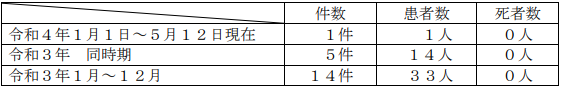 件数 患者数 死者数
令和４年１月１日～５月１２日現在 １件 １人 ０人
令和３年 同時期 ５件 １４人 ０人
令和３年１月～１２月 １４件 ３３人 ０人